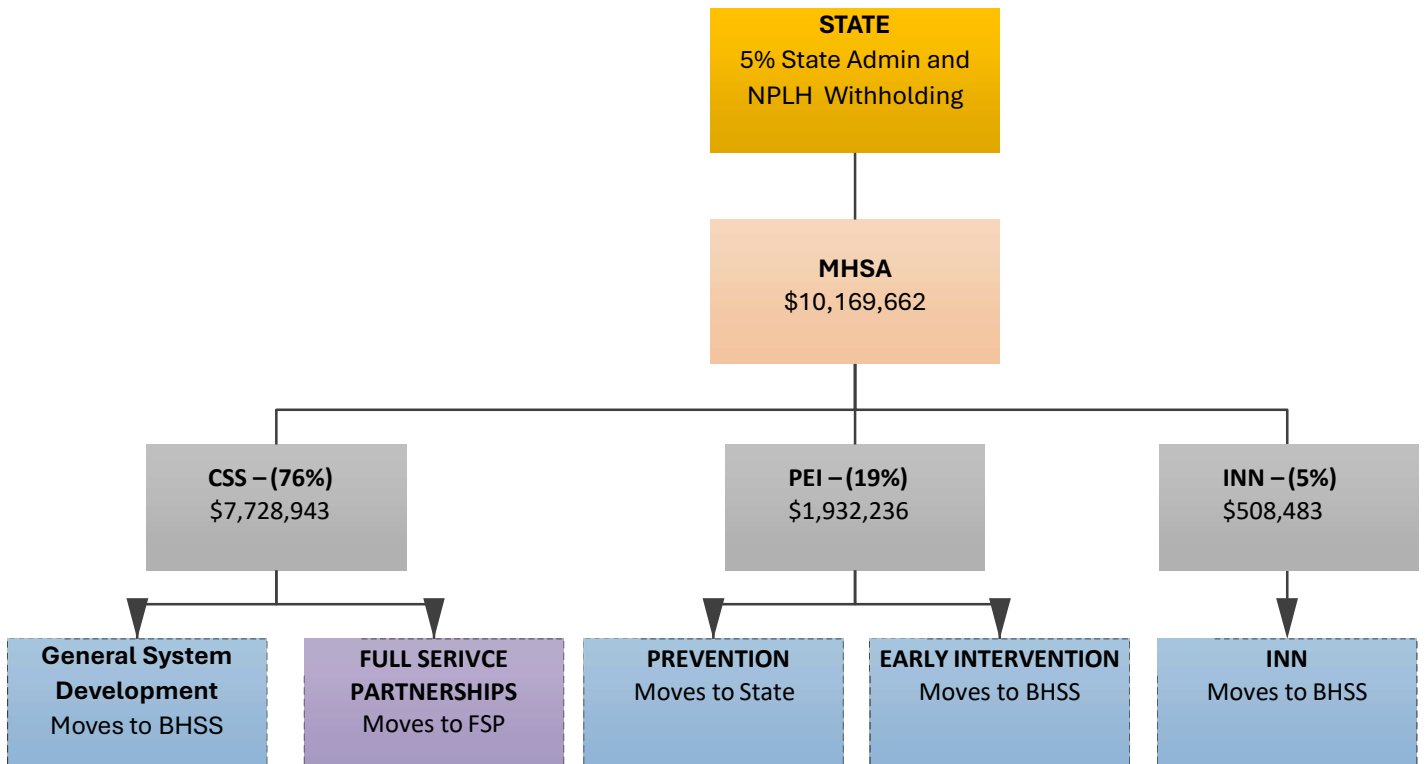 STATE
5% State Admin and
NPLH Withholding
MHSA
$10,169,662
CSS – (76%)
$7,728,943
PEI – (19%)
$1,932,236
INN – (5%)
$508,483
General System
Development
Moves to BHSS
FULL SERIVCE
PARTNERSHIPS
Moves to FSP
PREVENTION
Moves to State
EARLY INTERVENTION
Moves to BHSS
INN
Moves to BHSS